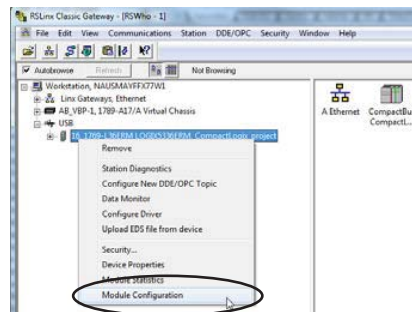 RSLinx Classic Gateway - [RSWho - 1]
File Edit View Communications Station DDE/OPC Security Window Help
Autobrowse Refresh Not Browsing
Workstation, NAUSMAYFFX77W1
Linx Gateways, Ethernet
AB_VBP-1, 1789-A17/A Virtual Chassis
USB
16, 1769-L36ERM LOGIX5336ERM, CompactLogix_project
Remove
Station Diagnostics
Configure New DDE/OPC Topic
Data Monitor
Configure Driver
Upload EDS file from device
Security...
Device Properties
Module Statistics
Module Configuration
A Ethernet
CompactBu
CompactL...